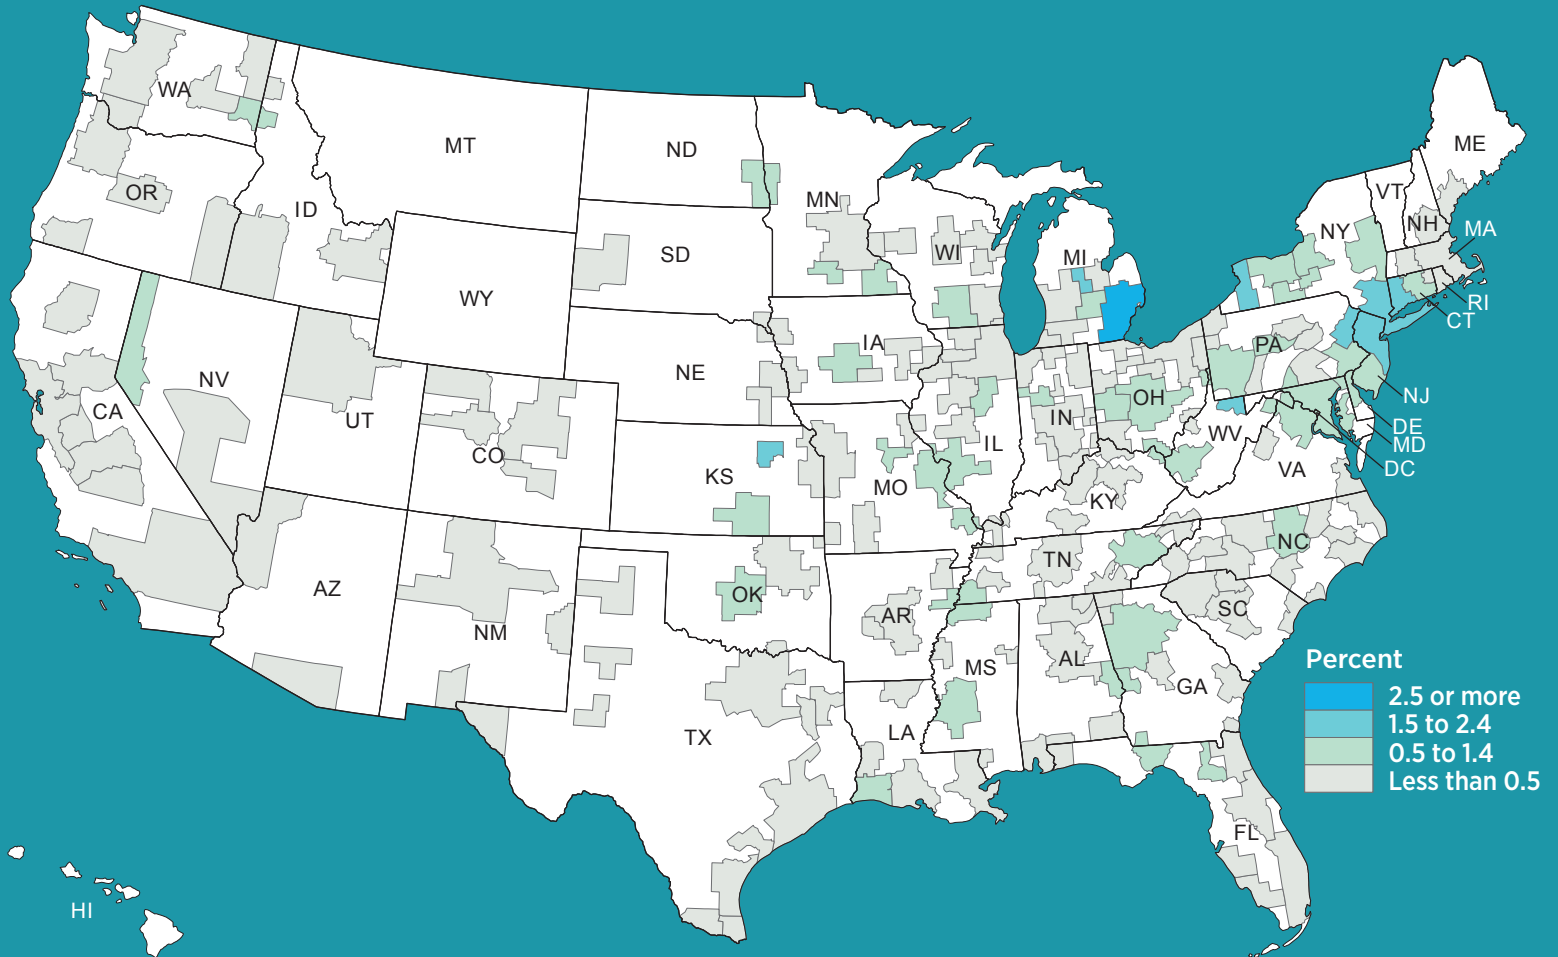 WA
MT
ND
MN
ME
VT
NH
NY
MA
OR
ID
SD
WI
MI
RI
CT
WY
IA
PA
NE
NV
UT
CA
CO
KS
MO
IL
IN
OH
NJ
DE
MD
DC
WV
VA
KY
AZ
NM
OK
AR
TN
NC
SC
MS
AL
GA
TX
LA
FL
HI
Percent
2.5 or more
1.5 to 2.4
0.5 to 1.4
Less than 0.5